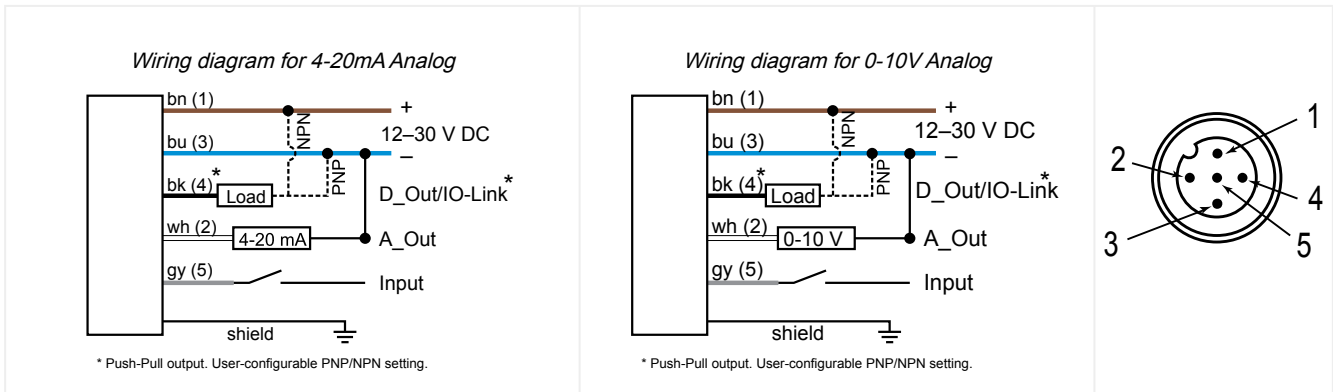 Wiring diagram for 4-20mA Analog
bn (1)
+
NPN
12–30 V DC
bu (3)
–
PNP
bk (4)*
Load
D_Out/IO-Link*
wh (2)
4-20 mA
A_Out
gy (5)
Input
shield
* Push-Pull output. User-configurable PNP/NPN setting.
Wiring diagram for 0-10V Analog
bn (1)
+
NPN
12–30 V DC
bu (3)
–
PNP
bk (4)*
Load
D_Out/IO-Link*
wh (2)
0-10 V
A_Out
gy (5)
Input
shield
* Push-Pull output. User-configurable PNP/NPN setting.
1
2
4
3
5